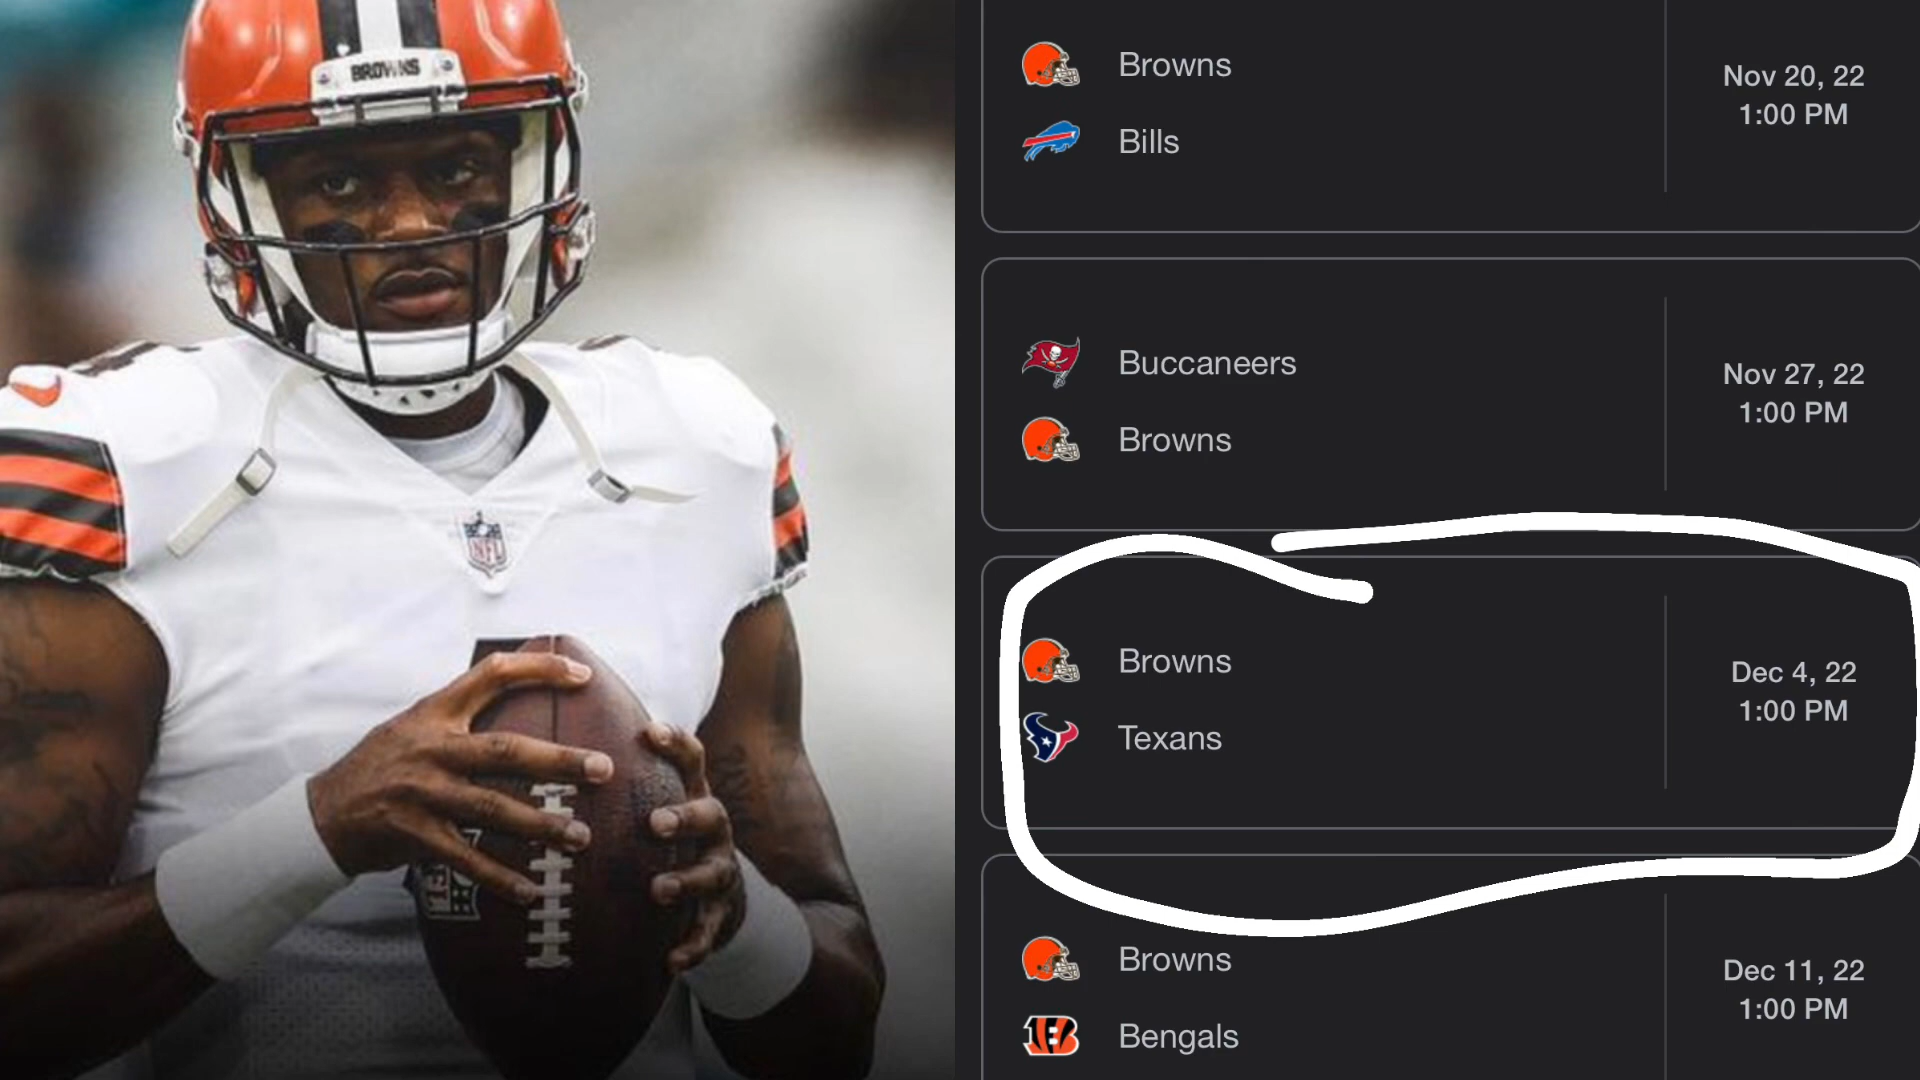 BROWNS
NFL
Browns
Bills
Nov 20, 22
1:00 PM
Buccaneers
Browns
Nov 27, 22
1:00 PM
Browns
Texans
Dec 4, 22
1:00 PM
Browns
Bengals
Dec 11, 22
1:00 PM